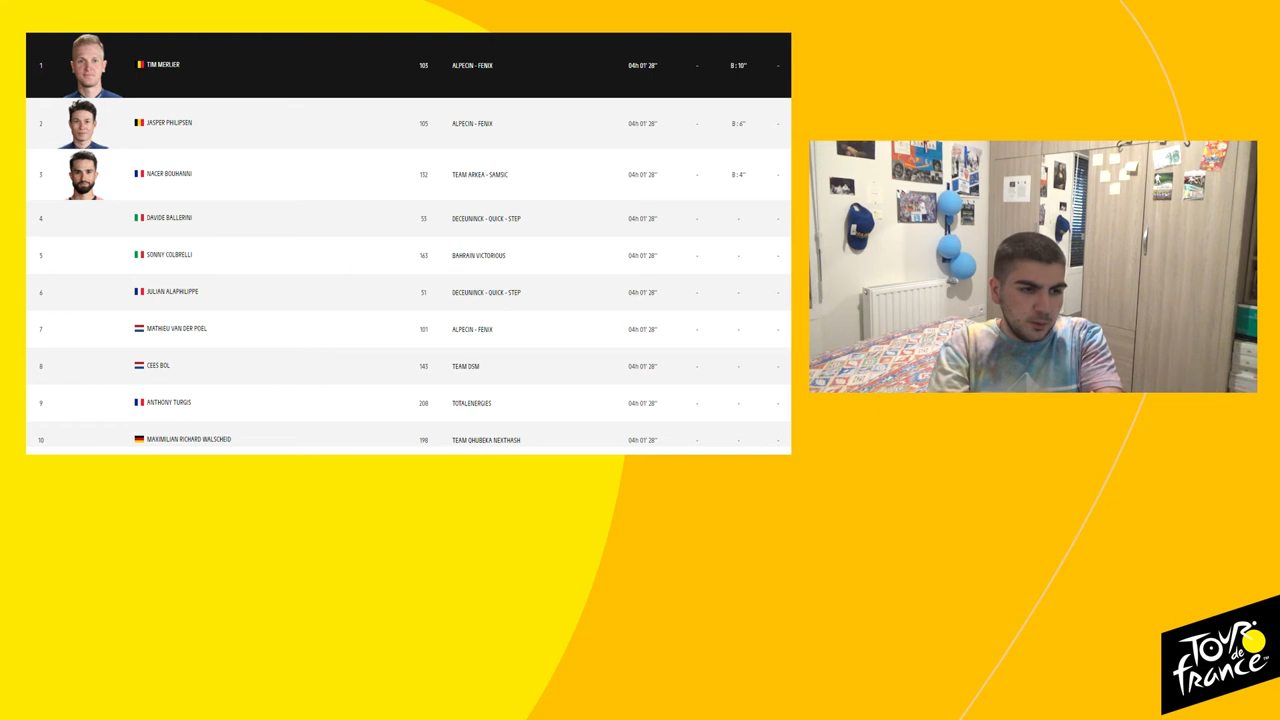 1 TIM MERLIER 103 ALPECIN - FENIX 04h 01' 28'' - B : 10'' -
2 JASPER PHILIPSEN 105 ALPECIN - FENIX 04h 01' 28'' - B : 6'' -
3 NACER BOUHANNI 132 TEAM ARKEA - SAMSIC 04h 01' 28'' - B : 4'' -
4 DAVIDE BALLERINI 53 DECEUNINCK - QUICK - STEP 04h 01' 28'' - - -
5 SONNY COLBRELLI 163 BAHRAIN VICTORIOUS 04h 01' 28'' - - -
6 JULIAN ALAPHILIPPE 51 DECEUNINCK - QUICK - STEP 04h 01' 28'' - - -
7 MATHIEU VAN DER POEL 101 ALPECIN - FENIX 04h 01' 28'' - - -
8 CEES BOL 143 TEAM DSM 04h 01' 28'' - - -
9 ANTHONY TURGIS 208 TOTALENERGIES 04h 01' 28'' - - -
10 MAXIMILIAN RICHARD WALSCHEID 198 TEAM QHUBEKA NEXTHASH 04h 01' 28'' - - -
TOUR
de
france